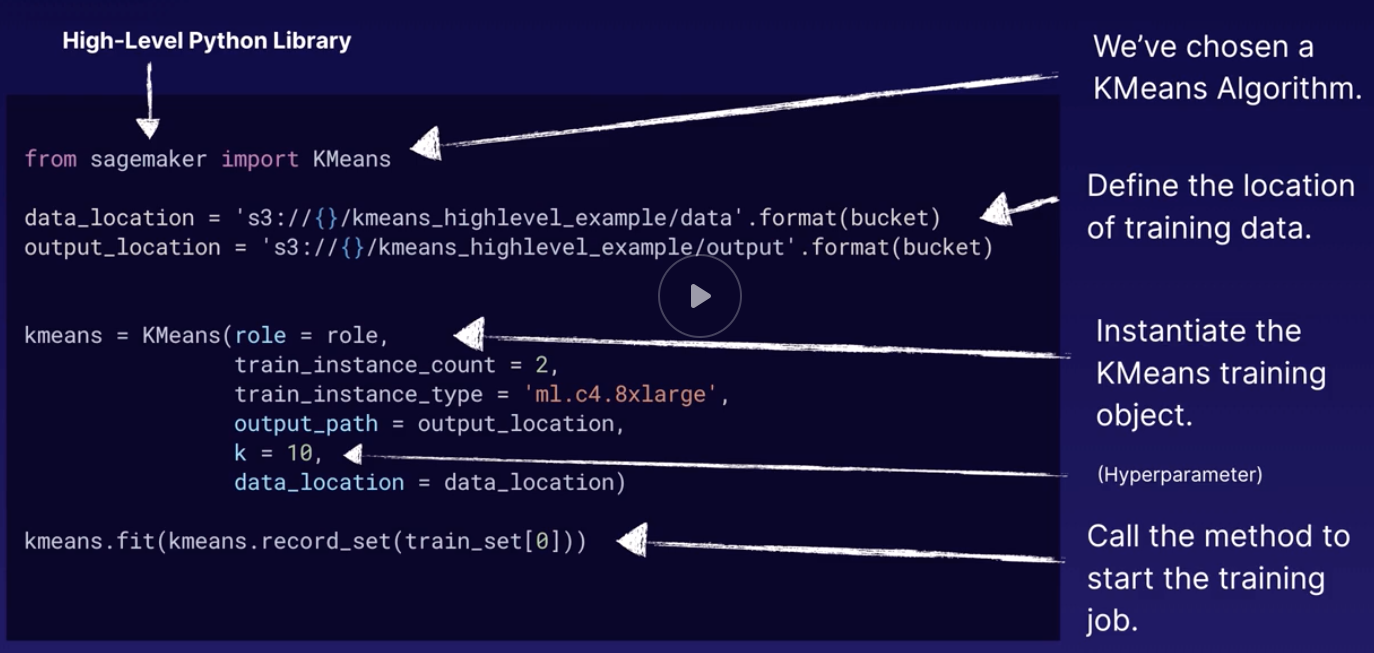 High-Level Python Library
We’ve chosen a
KMeans Algorithm.
from sagemaker import KMeans
Define the location
of training data.
data_location = 's3://{}/kmeans_highlevel_example/data'.format(bucket)
output_location = 's3://{}/kmeans_highlevel_example/output'.format(bucket)
Instantiate the
KMeans training
object.
kmeans = KMeans(role = role,
train_instance_count = 2,
train_instance_type = 'ml.c4.8xlarge',
output_path = output_location,
k = 10,
(Hyperparameter)
data_location = data_location)
Call the method to
start the training
job.
kmeans.fit(kmeans.record_set(train_set[0]))